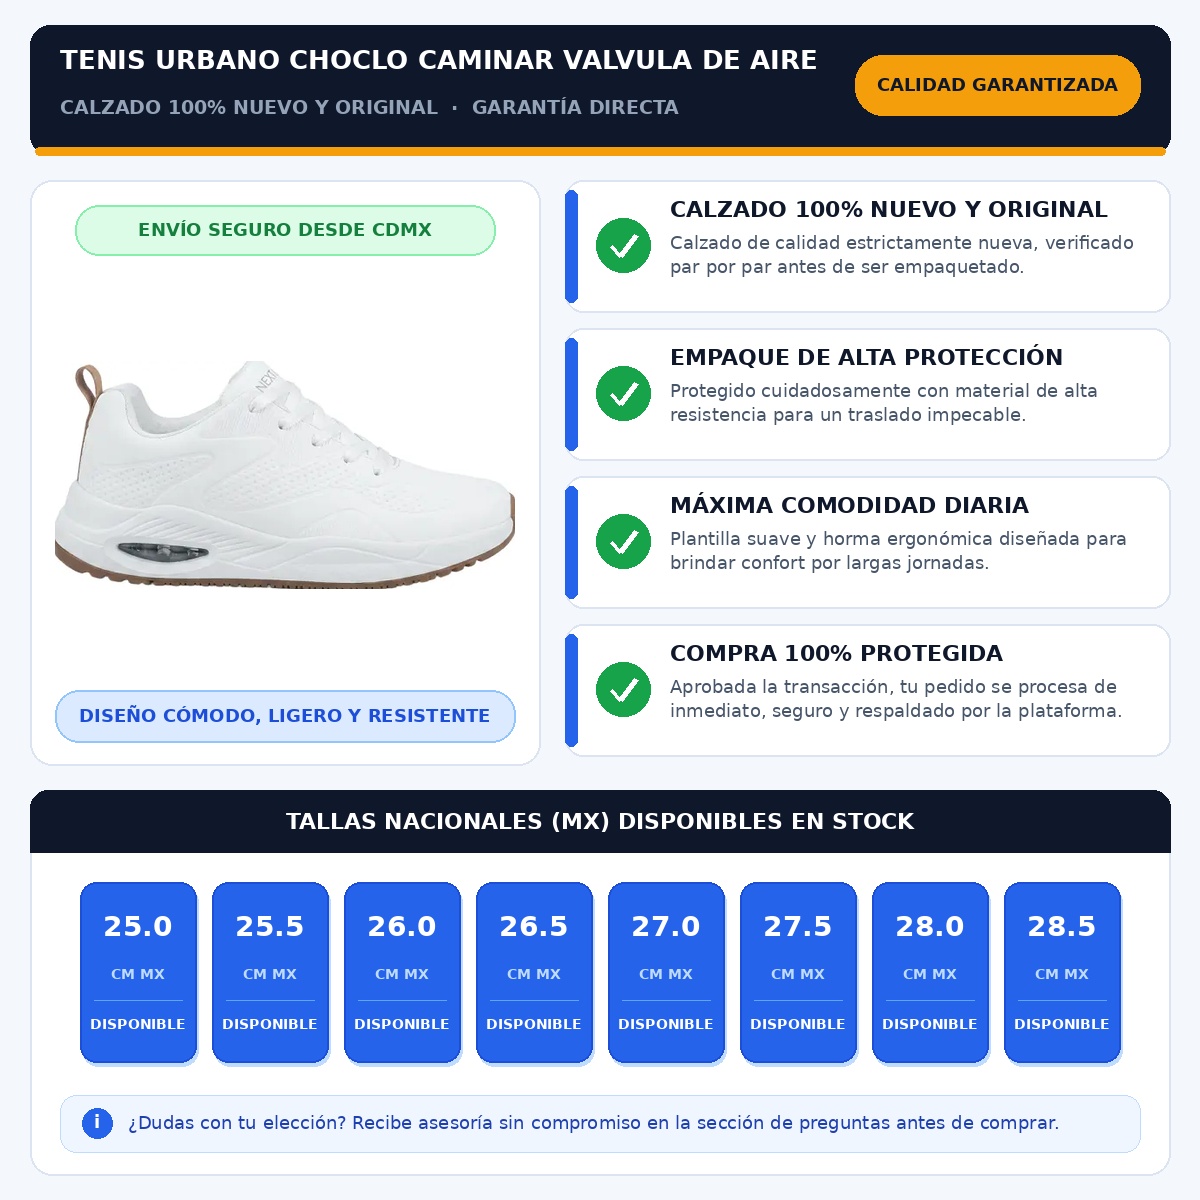 TENIS URBANO CHOCLO CAMINAR VALVULA DE AIRE
CALZADO 100% NUEVO Y ORIGINAL · GARANTÍA DIRECTA
CALIDAD GARANTIZADA
ENVÍO SEGURO DESDE CDMX
NEXT
DISEÑO CÓMODO, LIGERO Y RESISTENTE
CALZADO 100% NUEVO Y ORIGINAL
Calzado de calidad estrictamente nueva, verificado
par por par antes de ser empaquetado.
EMPAQUE DE ALTA PROTECCIÓN
Protegido cuidadosamente con material de alta
resistencia para un traslado impecable.
MÁXIMA COMODIDAD DIARIA
Plantilla suave y horma ergonómica diseñada para
brindar confort por largas jornadas.
COMPRA 100% PROTEGIDA
Aprobada la transacción, tu pedido se procesa de
inmediato, seguro y respaldado por la plataforma.
TALLAS NACIONALES (MX) DISPONIBLES EN STOCK
25.0 25.5 26.0 26.5 27.0 27.5 28.0 28.5
CM MX CM MX CM MX CM MX CM MX CM MX CM MX CM MX
DISPONIBLE DISPONIBLE DISPONIBLE DISPONIBLE DISPONIBLE DISPONIBLE DISPONIBLE DISPONIBLE
i ¿Dudas con tu elección? Recibe asesoría sin compromiso en la sección de preguntas antes de comprar.